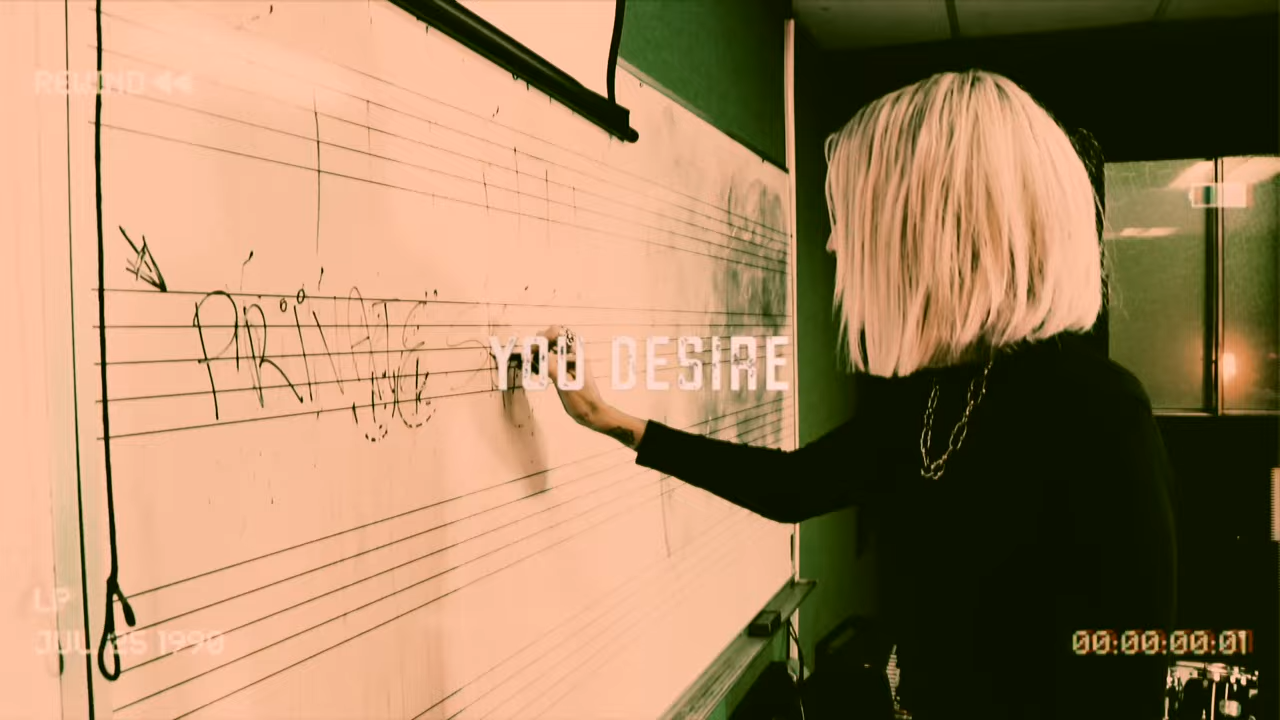 REWIND
PRIVATE
YOU DESIRE
LP
JUL 25 1990
00:00:00:01